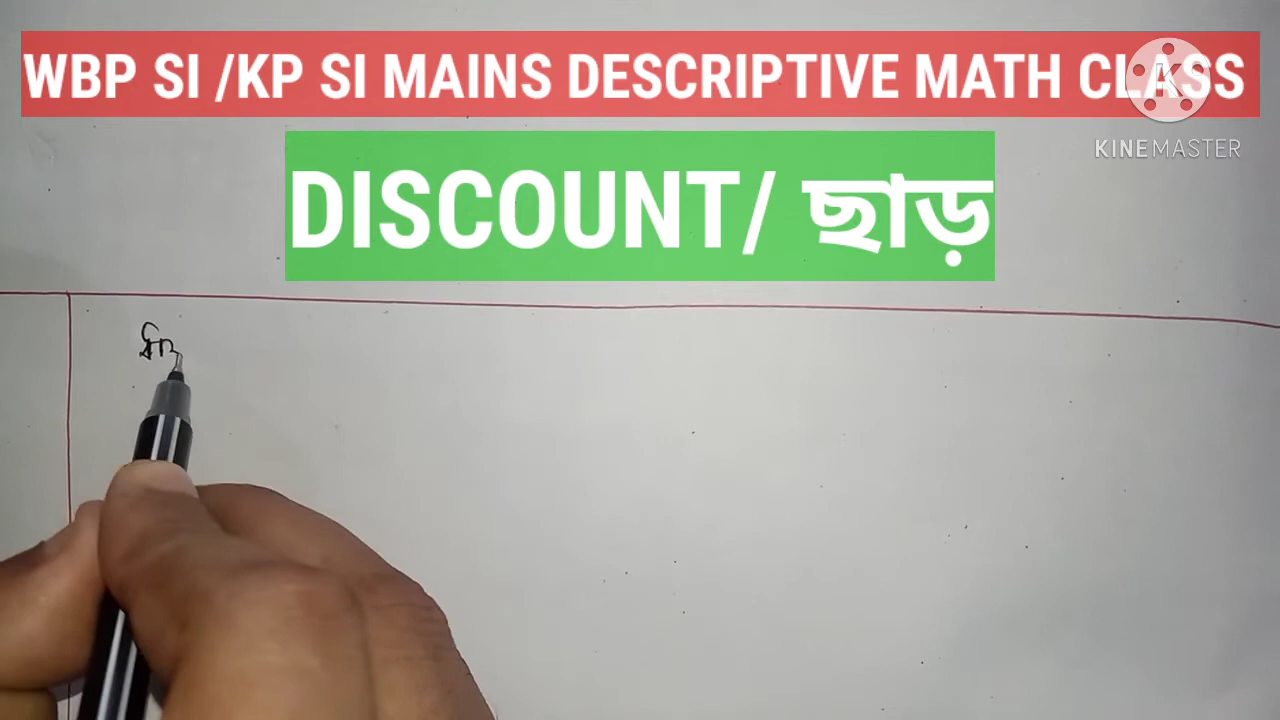 WBP SI /KP SI MAINS DESCRIPTIVE MATH CLASS
KINEMASTER
DISCOUNT/ ছাড়